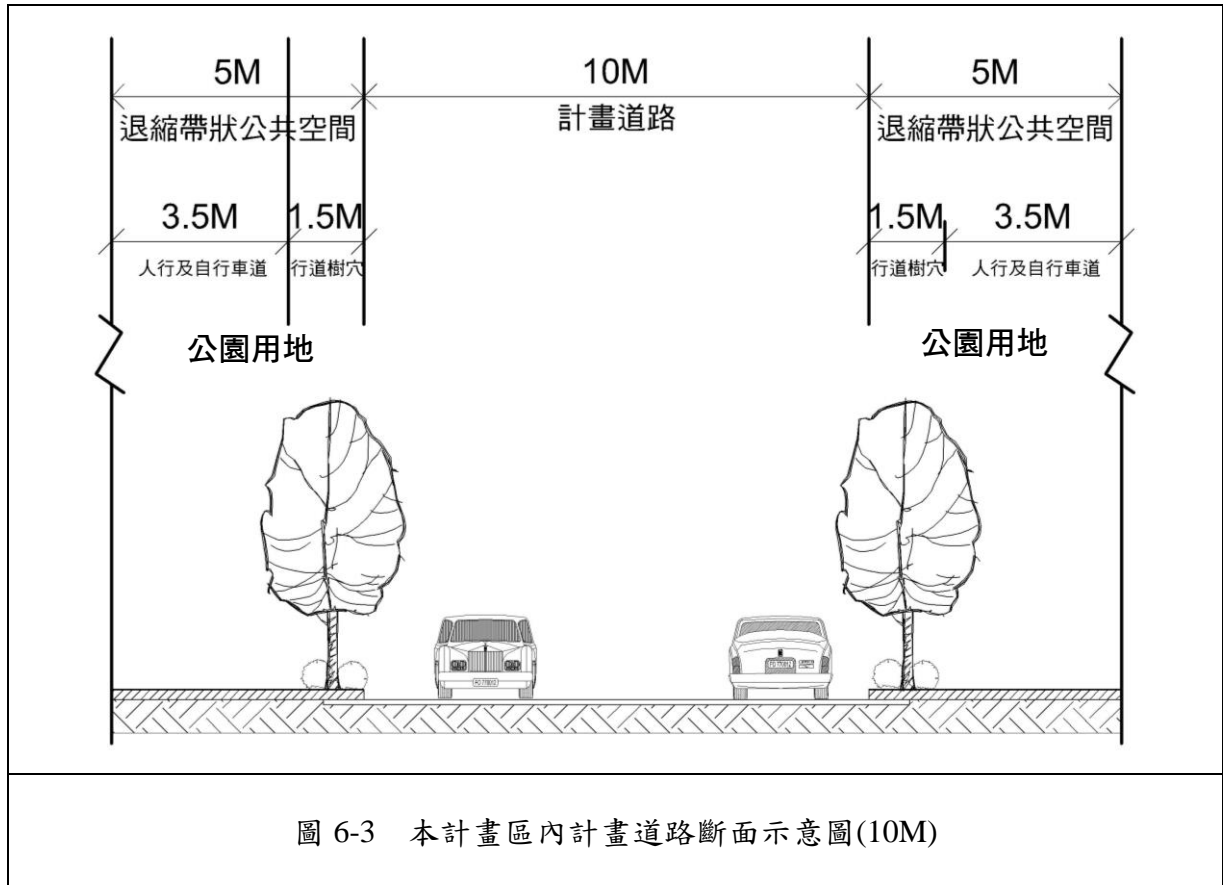 5M 10M 5M
退縮帶狀公共空間 計畫道路 退縮帶狀公共空間
3.5M 1.5M 1.5M 3.5M
人行及自行車道 行道樹穴 行道樹穴 人行及自行車道
公園用地 公園用地
圖 6-3 本計畫區內計畫道路斷面示意圖(10M)